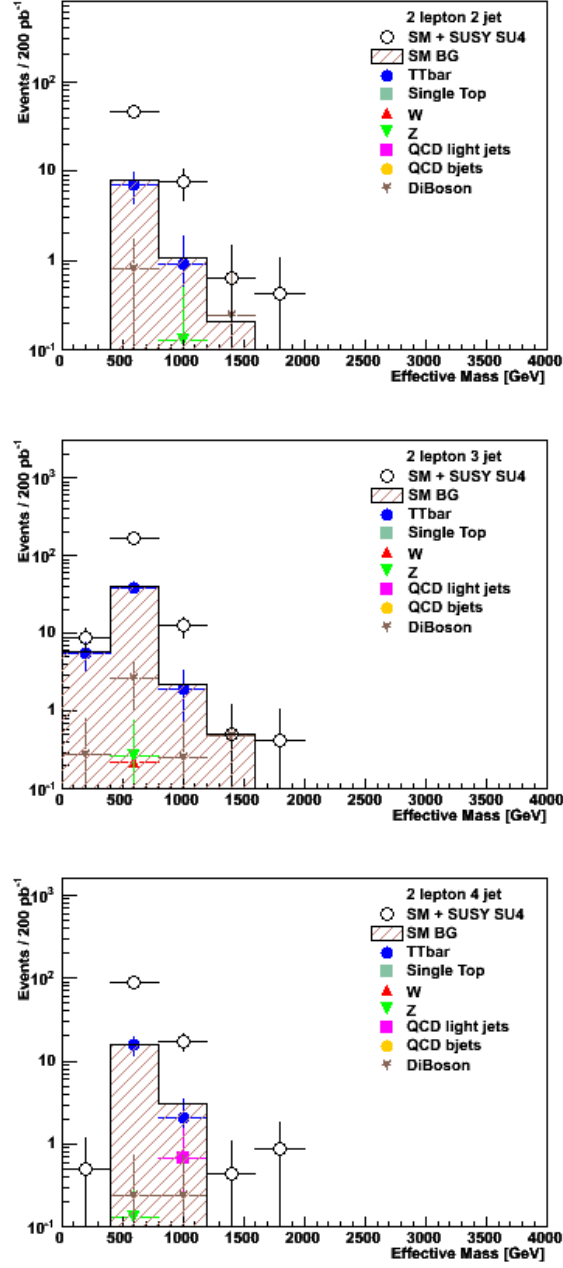 2 lepton 2 jet
SM + SUSY SU4
SM BG
TTbar
Single Top
W
Z
QCD light jets
QCD bjets
DiBoson
Events / 200 pb⁻¹
10²
10
1
10⁻¹
0 500 1000 1500 2000 2500 3000 3500 4000
Effective Mass [GeV]
2 lepton 3 jet
SM + SUSY SU4
SM BG
TTbar
Single Top
W
Z
QCD light jets
QCD bjets
DiBoson
Events / 200 pb⁻¹
10³
10²
10
1
10⁻¹
0 500 1000 1500 2000 2500 3000 3500 4000
Effective Mass [GeV]
2 lepton 4 jet
SM + SUSY SU4
SM BG
TTbar
Single Top
W
Z
QCD light jets
QCD bjets
DiBoson
Events / 200 pb⁻¹
10³
10²
10
1
10⁻¹
0 500 1000 1500 2000 2500 3000 3500 4000
Effective Mass [GeV]